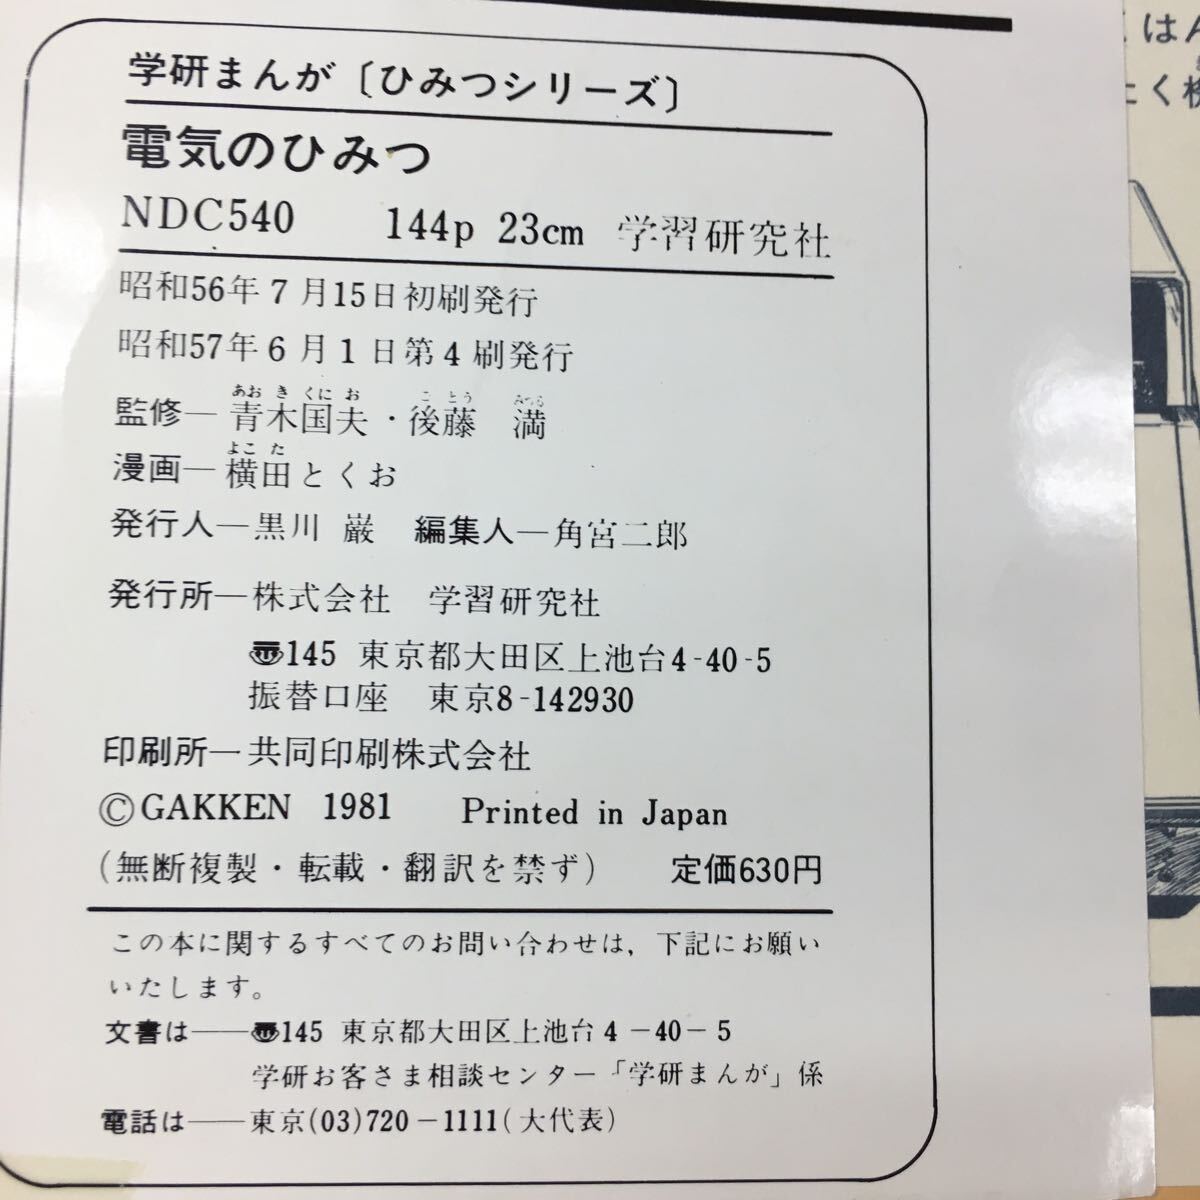 学研まんが〔ひみつシリーズ〕
電気のひみつ
NDC540 144p 23cm 学習研究社
昭和56年7月15日初刷発行
昭和57年6月1日第4刷発行
あお き くに お こ とう みつる
監修―青木国夫・後藤 満
よこ た
漫画―横田とくお
発行人―黒川 巌 編集人―角宮二郎
発行所―株式会社 学習研究社
〠145 東京都大田区上池台4-40-5
振替口座 東京8-142930
印刷所―共同印刷株式会社
©GAKKEN 1981 Printed in Japan
(無断複製・転載・翻訳を禁ず) 定価630円
この本に関するすべてのお問い合わせは,下記にお願い
いたします。
文書は――〠145 東京都大田区上池台4-40-5
学研お客さま相談センター「学研まんが」係
電話は――東京(03)720-1111(大代表)